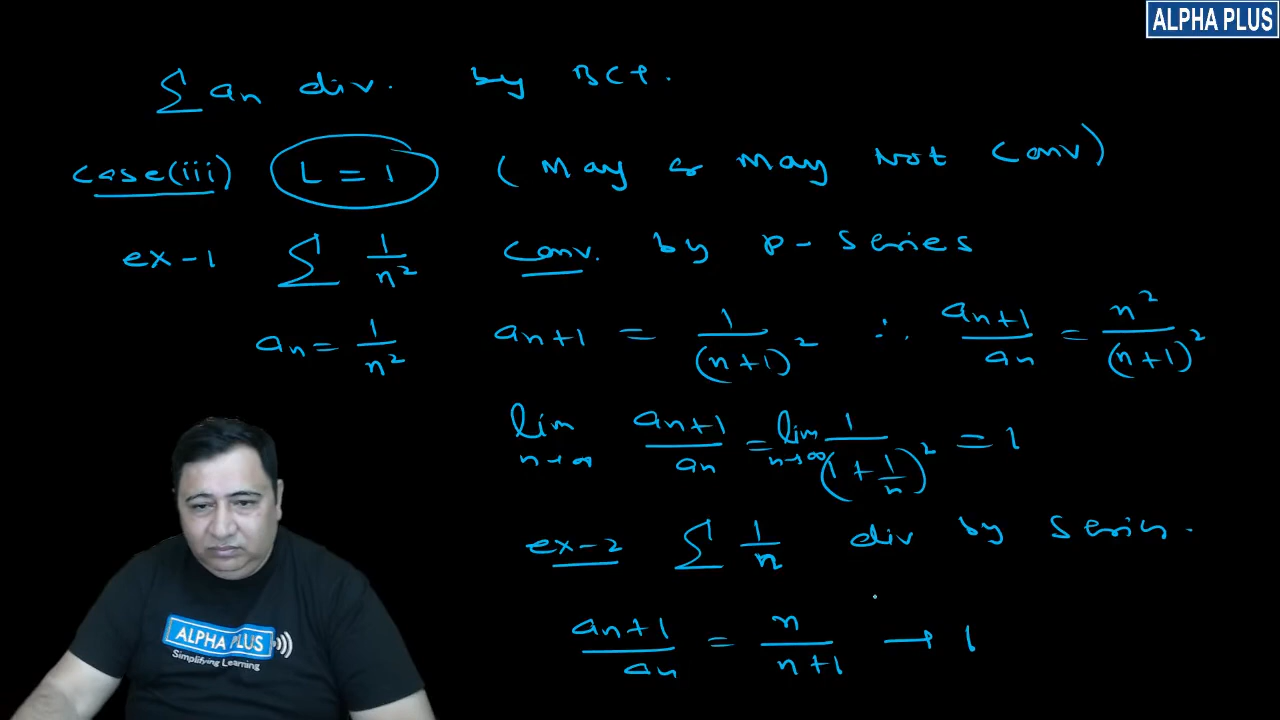 ALPHA PLUS
∑ an div. by BCT.
case(iii) L = 1 (may or may not conv)
ex-1 ∑ 1/n² conv. by p-series
an = 1/n² an+1 = 1/(n+1)² ∴ an+1/an = n²/(n+1)²
lim n→∞ an+1/an = lim n→∞ 1/(1+1/n)² = 1
ex-2 ∑ 1/n div by series.
an+1/an = n/n+1 → 1
ALPHA PLUS
Simplifying Learning